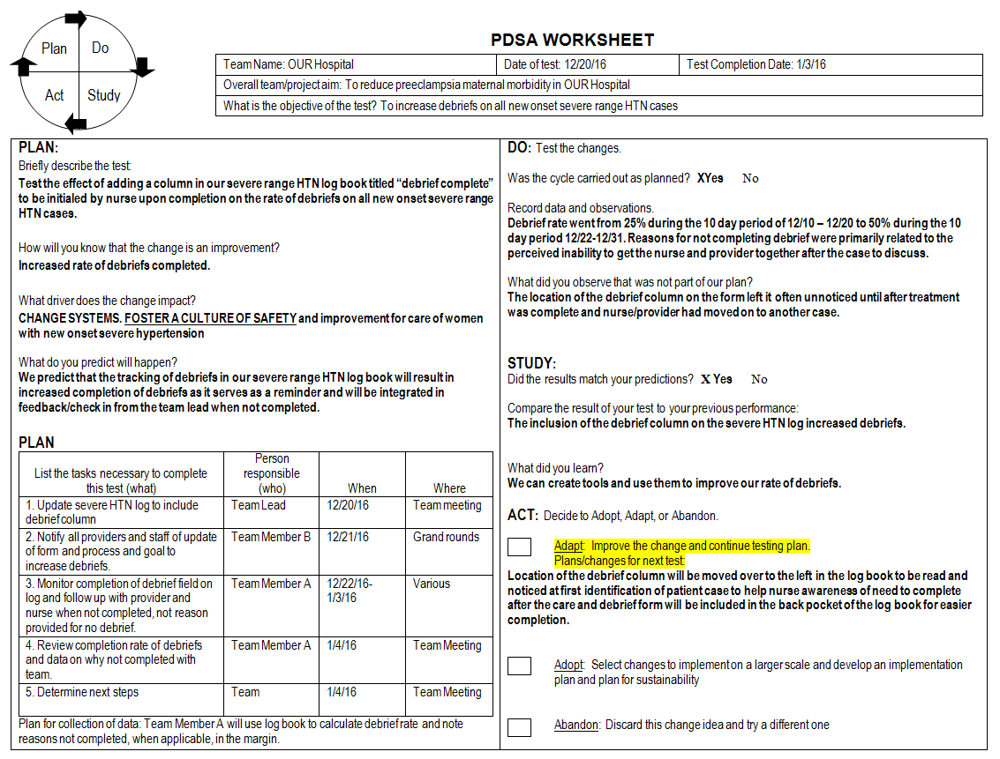 Plan
Do
Act
Study
PDSA WORKSHEET
Team Name: OUR Hospital
Date of test: 12/20/16
Test Completion Date: 1/3/16
Overall team/project aim: To reduce preeclampsia maternal morbidity in OUR Hospital
What is the objective of the test? To increase debriefs on all new onset severe range HTN cases
PLAN:
Briefly describe the test:
Test the effect of adding a column in our severe range HTN log book titled “debrief complete”
to be initialed by nurse upon completion on the rate of debriefs on all new onset severe range
HTN cases.
How will you know that the change is an improvement?
Increased rate of debriefs completed.
What driver does the change impact?
CHANGE SYSTEMS. FOSTER A CULTURE OF SAFETY and improvement for care of women
with new onset severe hypertension
What do you predict will happen?
We predict that the tracking of debriefs in our severe range HTN log book will result in
increased completion of debriefs as it serves as a reminder and will be integrated in
feedback/check in from the team lead when not completed.
PLAN
List the tasks necessary to complete
this test (what)
Person
responsible
(who)
When
Where
1. Update severe HTN log to include
debrief column
Team Lead
12/20/16
Team meeting
2. Notify all providers and staff of update
of form and process and goal to
increase debriefs.
Team Member B
12/21/16
Grand rounds
3. Monitor completion of debrief field on
log and follow up with provider and
nurse when not completed, not reason
provided for no debrief.
Team Member A
12/22/16-
1/3/16
Various
4. Review completion rate of debriefs
and data on why not completed with
team.
Team Member A
1/4/16
Team Meeting
5. Determine next steps
Team
1/4/16
Team Meeting
Plan for collection of data: Team Member A will use log book to calculate debrief rate and note
reasons not completed, when applicable, in the margin.
DO: Test the changes.
Was the cycle carried out as planned? XYes No
Record data and observations.
Debrief rate went from 25% during the 10 day period of 12/10 – 12/20 to 50% during the 10
day period 12/22-12/31. Reasons for not completing debrief were primarily related to the
perceived inability to get the nurse and provider together after the case to discuss.
What did you observe that was not part of our plan?
The location of the debrief column on the form left it often unnoticed until after treatment
was complete and nurse/provider had moved on to another case.
STUDY:
Did the results match your predictions? X Yes No
Compare the result of your test to your previous performance:
The inclusion of the debrief column on the severe HTN log increased debriefs.
What did you learn?
We can create tools and use them to improve our rate of debriefs.
ACT: Decide to Adopt, Adapt, or Abandon.
Adapt: Improve the change and continue testing plan.
Plans/changes for next test:
Location of the debrief column will be moved over to the left in the log book to be read and
noticed at first identification of patient case to help nurse awareness of need to complete
after the care and debrief form will be included in the back pocket of the log book for easier
completion.
Adopt: Select changes to implement on a larger scale and develop an implementation
plan and plan for sustainability
Abandon: Discard this change idea and try a different one